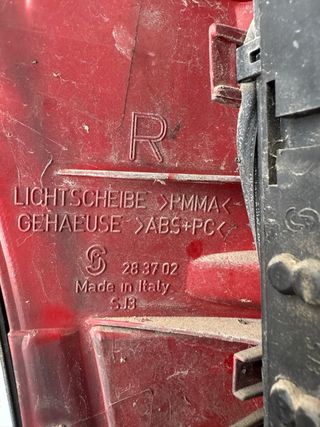 R
LICHTSCHEIBE >PMMA<
GEHAEUSE >ABS+PC<
28 37 02
Made in Italy
SJ3